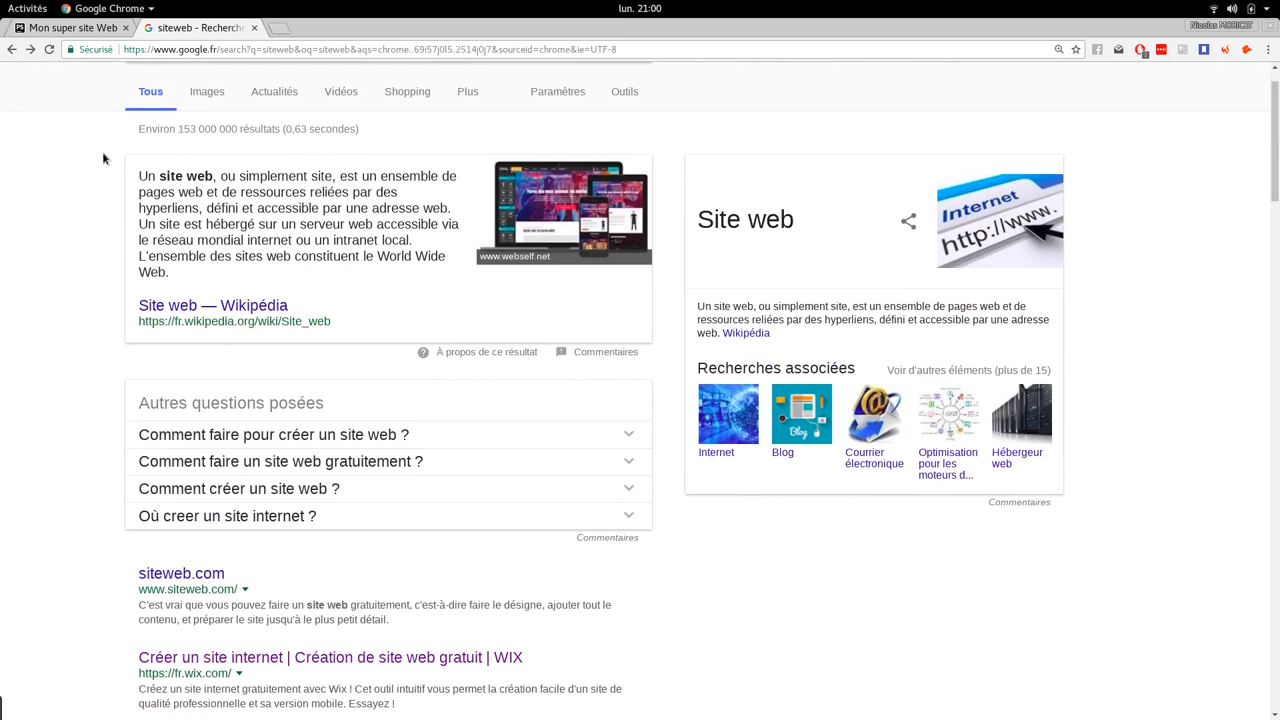 Activités
Google Chrome
lun. 21:00
Mon super site Web
siteweb - Recherche
Nicolas MORICET
Sécurisé
https://www.google.fr/search?q=siteweb&oq=siteweb&aqs=chrome..69i57j0l5.2514j0j7&sourceid=chrome&ie=UTF-8
Tous
Images
Actualités
Vidéos
Shopping
Plus
Paramètres
Outils
Environ 153 000 000 résultats (0,63 secondes)
Un site web, ou simplement site, est un ensemble de
pages web et de ressources reliées par des
hyperliens, défini et accessible par une adresse web.
Un site est hébergé sur un serveur web accessible via
le réseau mondial internet ou un intranet local.
L'ensemble des sites web constituent le World Wide
Web.
www.webself.net
Site web — Wikipédia
https://fr.wikipedia.org/wiki/Site_web
À propos de ce résultat
Commentaires
Autres questions posées
Comment faire pour créer un site web ?
Comment faire un site web gratuitement ?
Comment créer un site web ?
Où creer un site internet ?
Commentaires
siteweb.com
www.siteweb.com/
C'est vrai que vous pouvez faire un site web gratuitement, c'est-à-dire faire le désigne, ajouter tout le
contenu, et préparer le site jusqu'à le plus petit détail.
Créer un site internet | Création de site web gratuit | WIX
https://fr.wix.com/
Créez un site internet gratuitement avec Wix ! Cet outil intuitif vous permet la création facile d'un site de
qualité professionnelle et sa version mobile. Essayez !
Site web
Internet
http://www.
Un site web, ou simplement site, est un ensemble de pages web et de
ressources reliées par des hyperliens, défini et accessible par une adresse
web. Wikipédia
Recherches associées
Voir d'autres éléments (plus de 15)
Blog
Internet
Blog
Courrier
électronique
Optimisation
pour les
moteurs d...
Hébergeur
web
Commentaires